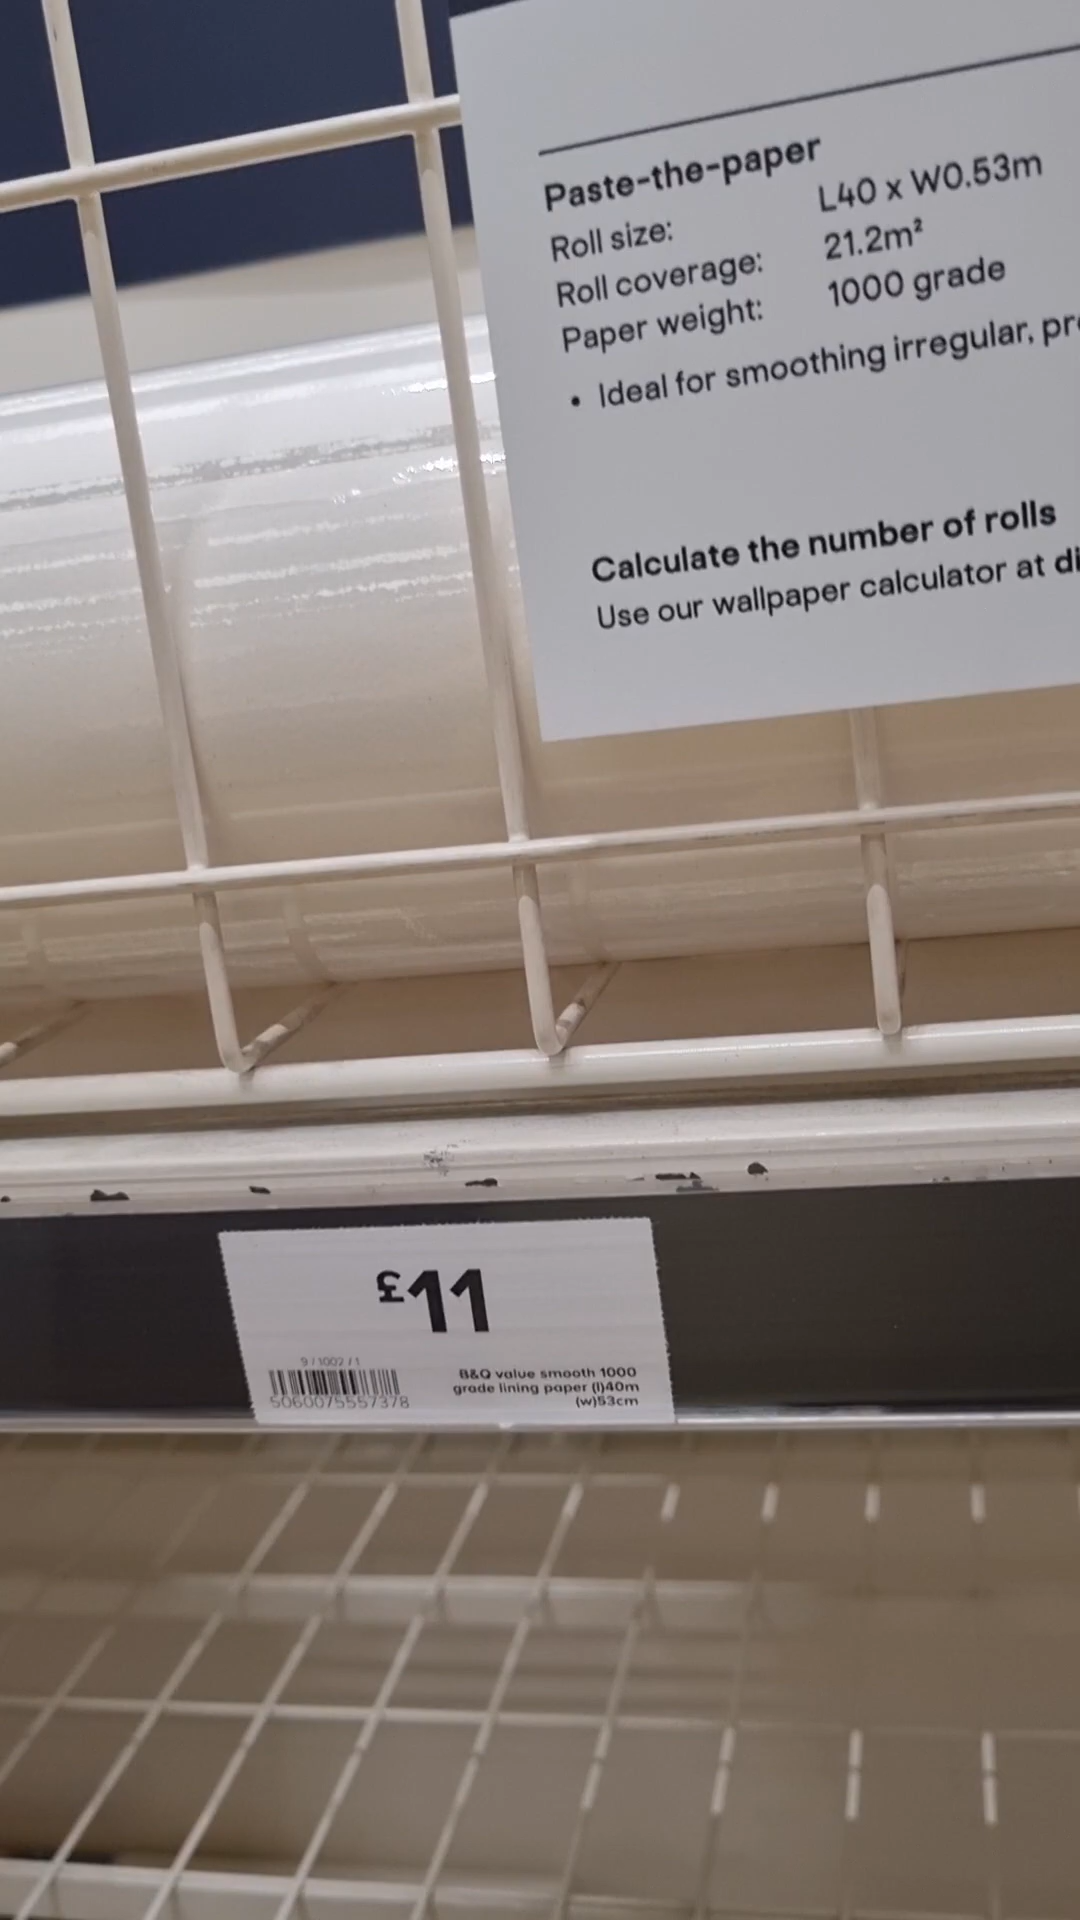 Paste-the-paper
Roll size: L40 x W0.53m
Roll coverage: 21.2m²
Paper weight: 1000 grade
• Ideal for smoothing irregular,
Calculate the number of rolls
Use our wallpaper calculator at
£11
9/1002/1
5060075557378
B&Q value smooth 1000
grade lining paper (l)40m
(w)53cm